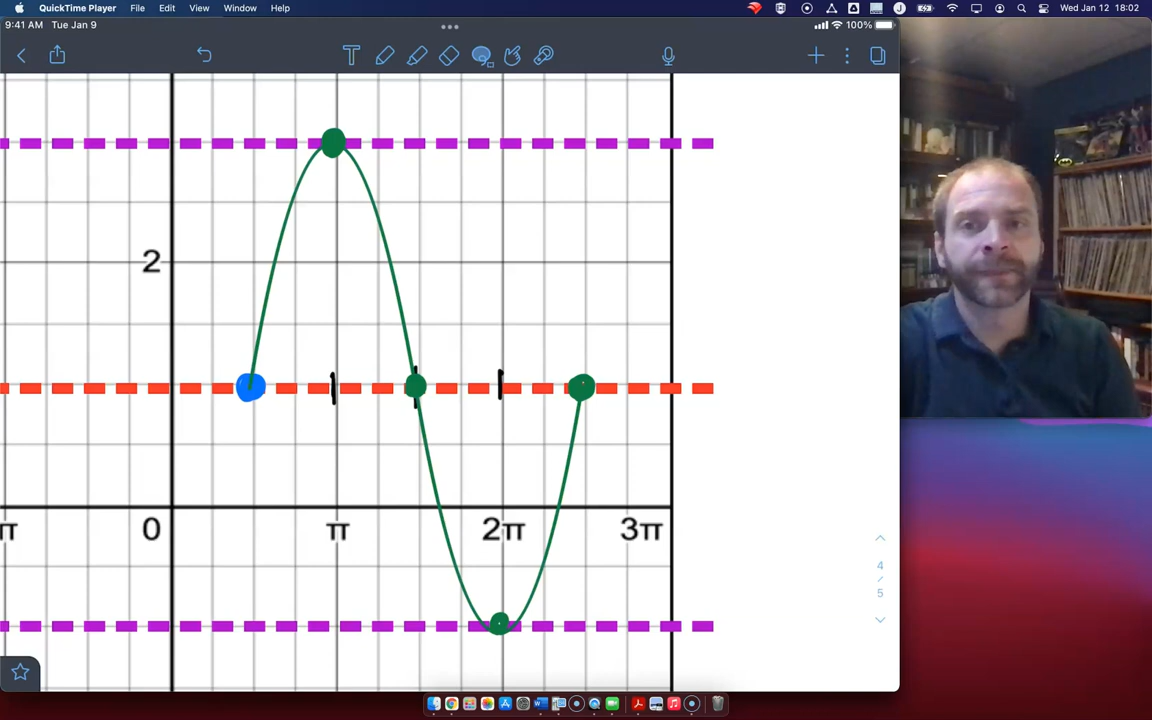 QuickTime Player File Edit View Window Help 100% Wed Jan 12 18:02
9:41 AM Tue Jan 9 100%
T
2
π 0 π 2π 3π
4
/
5